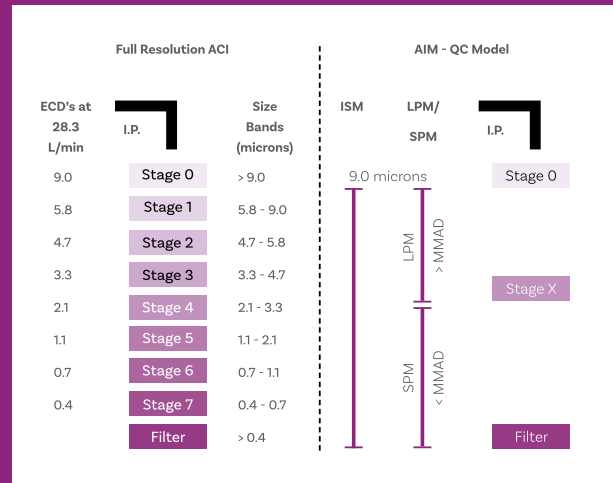 Full Resolution ACI
AIM - QC Model
ECD's at
28.3
L/min
I.P.
Size
Bands
(microns)
ISM
LPM/
SPM
I.P.
9.0
Stage 0
> 9.0
9.0 microns
Stage 0
5.8
Stage 1
5.8 - 9.0
4.7
Stage 2
4.7 - 5.8
3.3
Stage 3
3.3 - 4.7
LPM
> MMAD
Stage X
2.1
Stage 4
2.1 - 3.3
1.1
Stage 5
1.1 - 2.1
0.7
Stage 6
0.7 - 1.1
0.4
Stage 7
0.4 - 0.7
SPM
< MMAD
Filter
> 0.4
Filter